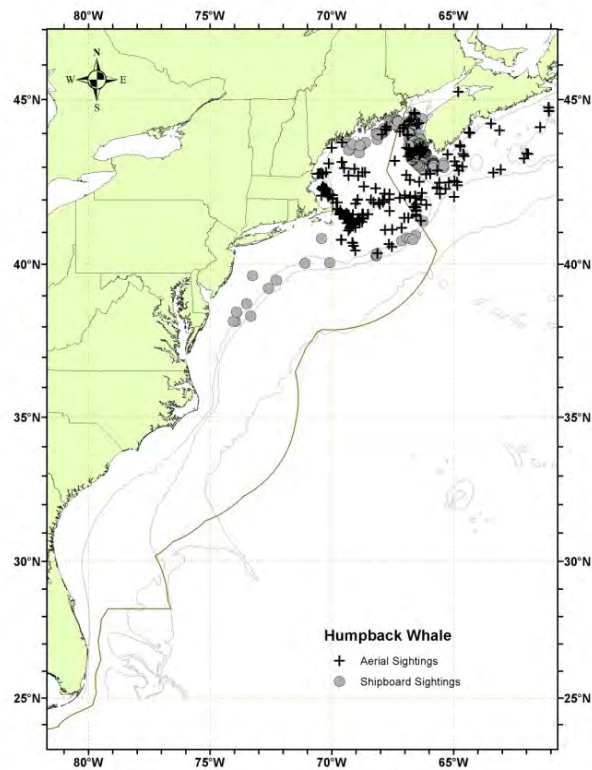 80°W 75°W 70°W 65°W
N
W E
S
45°N 45°N
40°N 40°N
35°N 35°N
30°N 30°N
Humpback Whale
Aerial Sightings
Shipboard Sightings
25°N 25°N
80°W 75°W 70°W 65°W